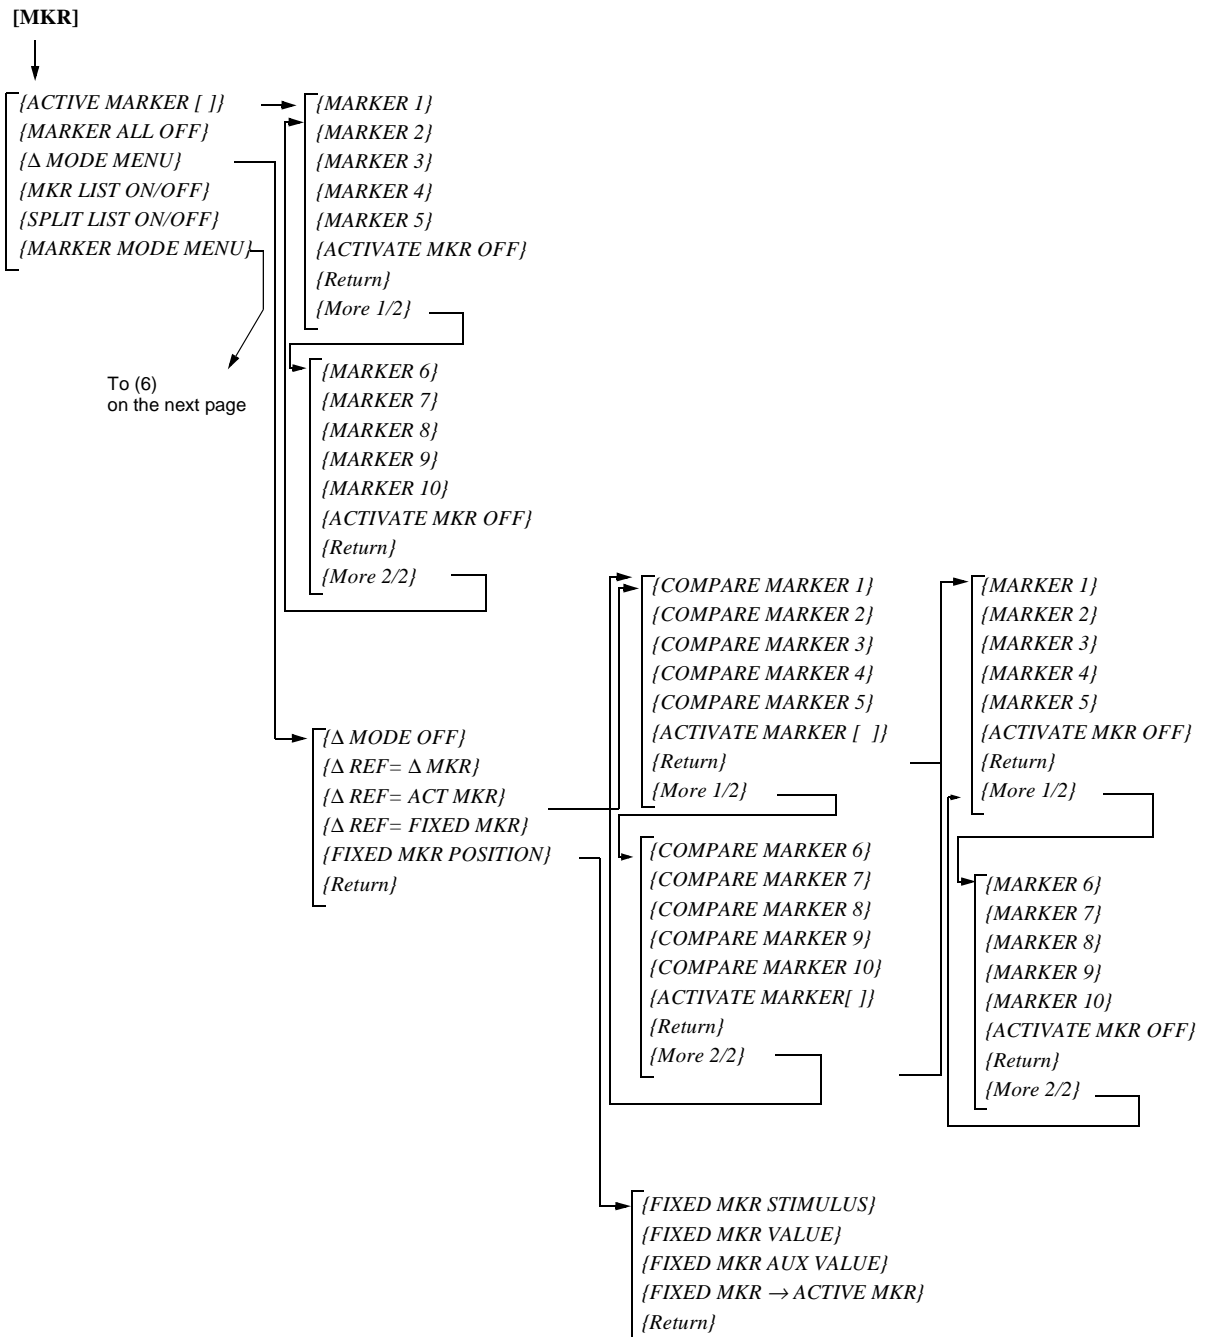 [MKR]
{ACTIVE MARKER [ ]}
{MARKER ALL OFF}
{Δ MODE MENU}
{MKR LIST ON/OFF}
{SPLIT LIST ON/OFF}
{MARKER MODE MENU}
To (6)
on the next page
{MARKER 1}
{MARKER 2}
{MARKER 3}
{MARKER 4}
{MARKER 5}
{ACTIVATE MKR OFF}
{Return}
{More 1/2}
{MARKER 6}
{MARKER 7}
{MARKER 8}
{MARKER 9}
{MARKER 10}
{ACTIVATE MKR OFF}
{Return}
{More 2/2}
{Δ MODE OFF}
{Δ REF= Δ MKR}
{Δ REF= ACT MKR}
{Δ REF= FIXED MKR}
{FIXED MKR POSITION}
{Return}
{COMPARE MARKER 1}
{COMPARE MARKER 2}
{COMPARE MARKER 3}
{COMPARE MARKER 4}
{COMPARE MARKER 5}
{ACTIVATE MARKER [ ]}
{Return}
{More 1/2}
{COMPARE MARKER 6}
{COMPARE MARKER 7}
{COMPARE MARKER 8}
{COMPARE MARKER 9}
{COMPARE MARKER 10}
{ACTIVATE MARKER[ ]}
{Return}
{More 2/2}
{MARKER 1}
{MARKER 2}
{MARKER 3}
{MARKER 4}
{MARKER 5}
{ACTIVATE MKR OFF}
{Return}
{More 1/2}
{MARKER 6}
{MARKER 7}
{MARKER 8}
{MARKER 9}
{MARKER 10}
{ACTIVATE MKR OFF}
{Return}
{More 2/2}
{FIXED MKR STIMULUS}
{FIXED MKR VALUE}
{FIXED MKR AUX VALUE}
{FIXED MKR → ACTIVE MKR}
{Return}